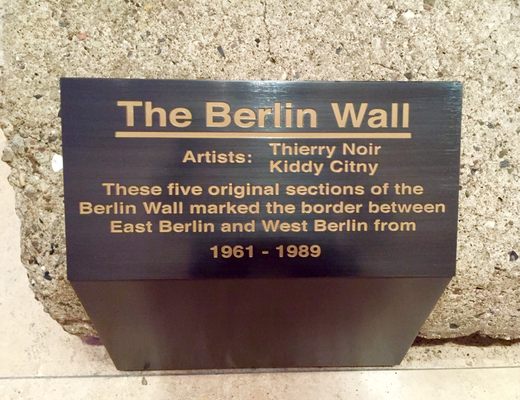 The Berlin Wall
Artists: Thierry Noir
Kiddy Citny
These five original sections of the
Berlin Wall marked the border between
East Berlin and West Berlin from
1961 - 1989